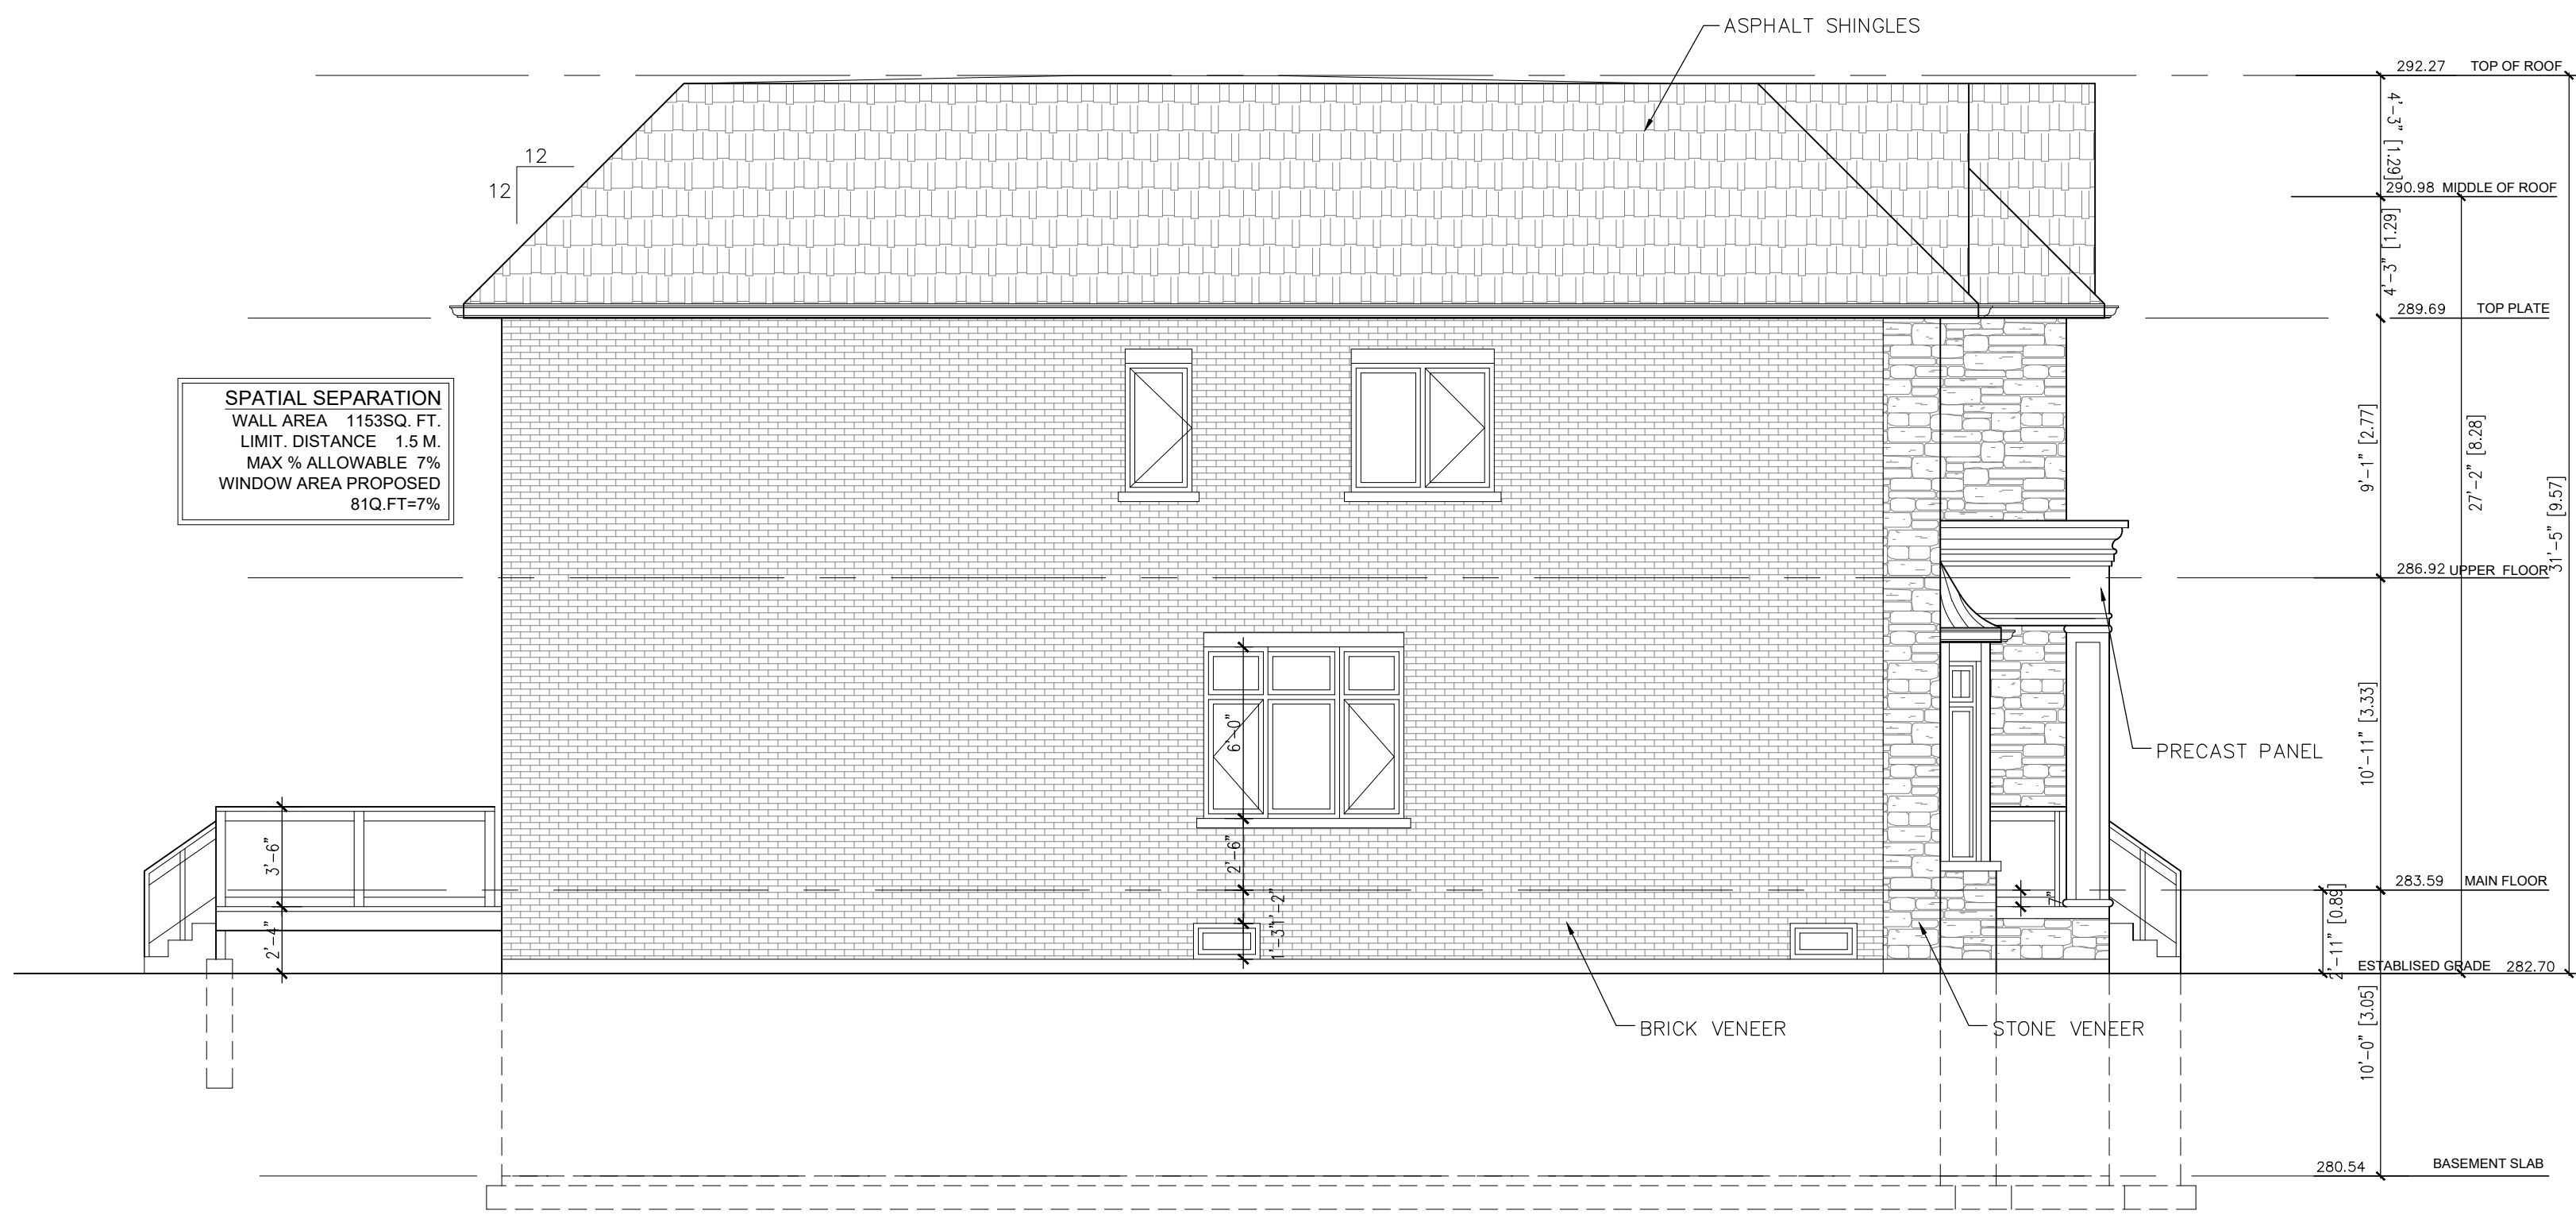 ASPHALT SHINGLES
292.27 TOP OF ROOF
4'-3" [1.29]
12
12
290.98 MIDDLE OF ROOF
4'-3" [1.29]
289.69 TOP PLATE
SPATIAL SEPARATION
WALL AREA 1153SQ. FT.
LIMIT. DISTANCE 1.5 M.
MAX % ALLOWABLE 7%
WINDOW AREA PROPOSED
81Q.FT=7%
9'-1" [2.77]
27'-2" [8.28]
31'-5" [9.57]
286.92 UPPER FLOOR
6'-0"
10'-11" [3.33]
PRECAST PANEL
3'-6"
2'-6"
283.59 MAIN FLOOR
7"
2'-4"
1'-2"
1'-3"
2'-11" [0.89]
ESTABLISED GRADE 282.70
BRICK VENEER
STONE VENEER
10'-0" [3.05]
280.54 BASEMENT SLAB